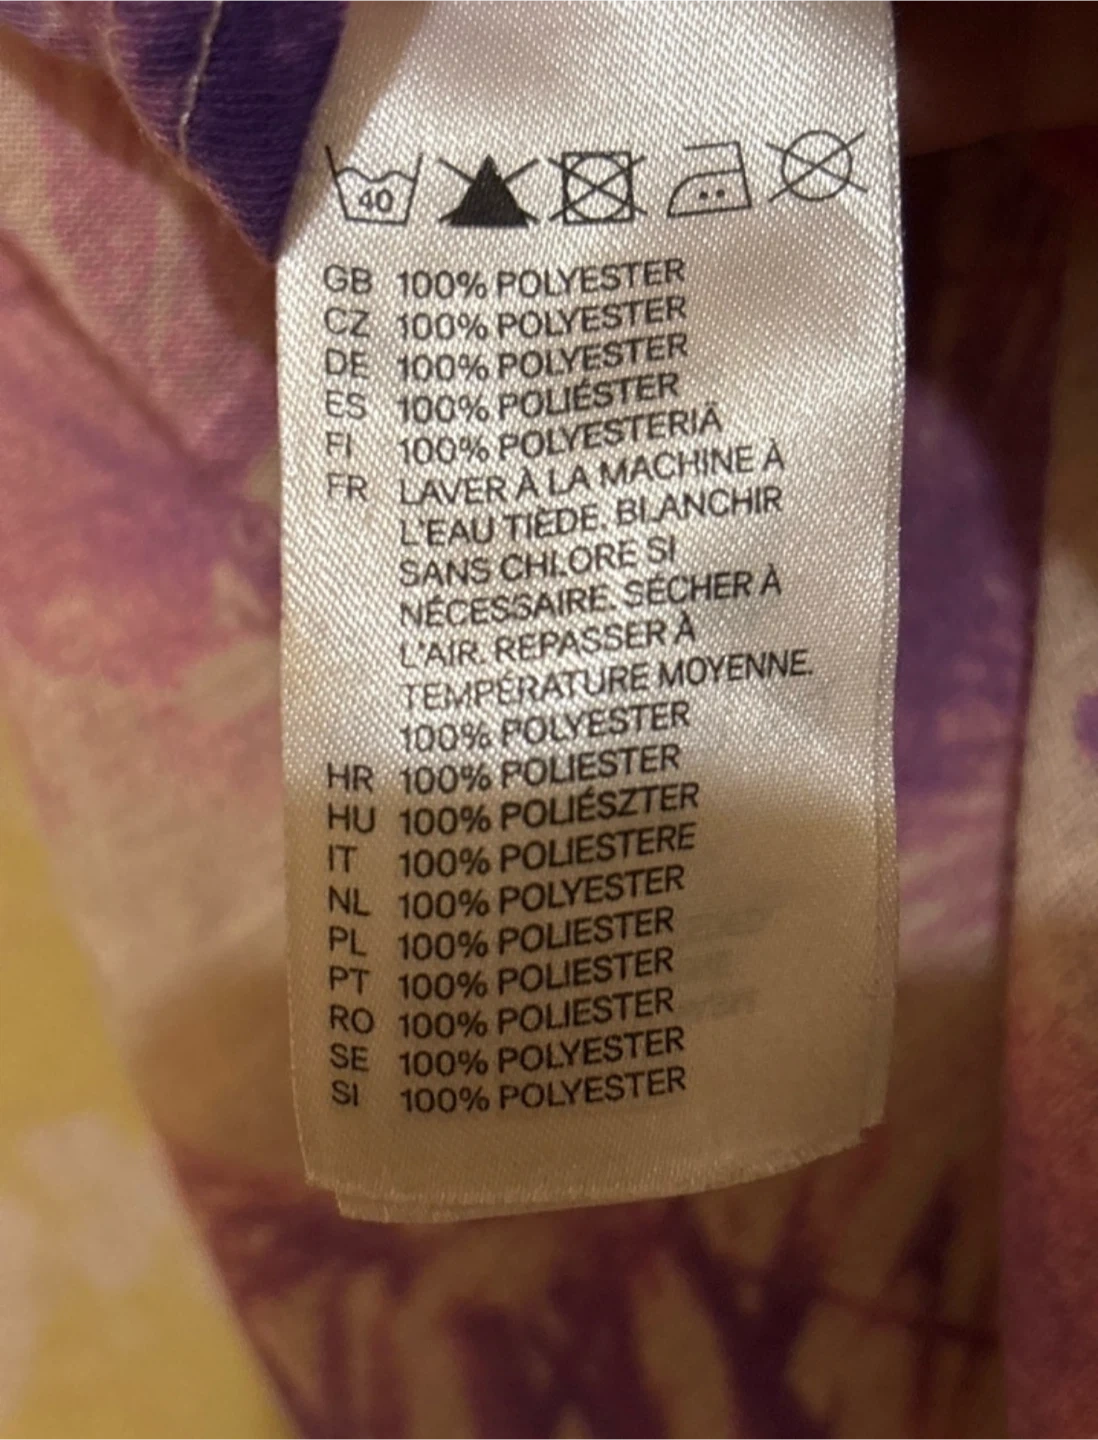 40
GB 100% POLYESTER
CZ 100% POLYESTER
DE 100% POLYESTER
ES 100% POLIÉSTER
FI 100% POLYESTERIÄ
FR LAVER À LA MACHINE À
L'EAU TIÈDE. BLANCHIR
SANS CHLORE SI
NÉCESSAIRE. SÉCHER À
L'AIR. REPASSER À
TEMPÉRATURE MOYENNE.
100% POLYESTER
HR 100% POLIESTER
HU 100% POLIÉSZTER
IT 100% POLIESTERE
NL 100% POLYESTER
PL 100% POLIESTER
PT 100% POLIESTER
RO 100% POLIESTER
SE 100% POLYESTER
SI 100% POLYESTER